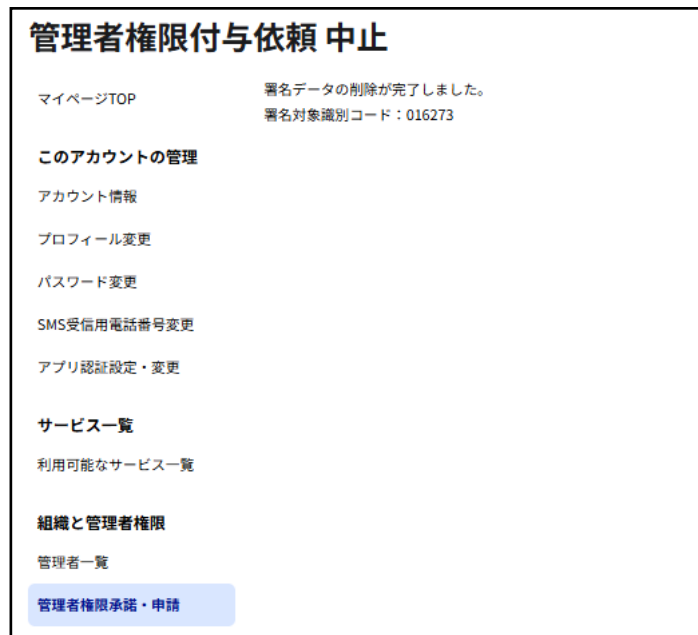 管理者権限付与依頼 中止
マイページTOP
署名データの削除が完了しました。
署名対象識別コード：016273
このアカウントの管理
アカウント情報
プロフィール変更
パスワード変更
SMS受信用電話番号変更
アプリ認証設定・変更
サービス一覧
利用可能なサービス一覧
組織と管理者権限
管理者一覧
管理者権限承諾・申請